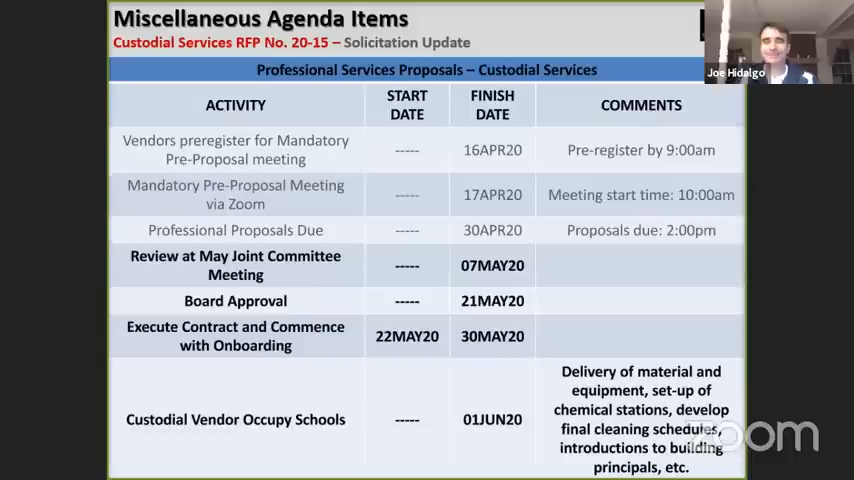 Miscellaneous Agenda Items
Custodial Services RFP No. 20-15 – Solicitation Update
Joe Hidalgo
Professional Services Proposals – Custodial Services
ACTIVITY
START DATE
FINISH DATE
COMMENTS
Vendors preregister for Mandatory
Pre-Proposal meeting
-----
16APR20
Pre-register by 9:00am
Mandatory Pre-Proposal Meeting
via Zoom
-----
17APR20
Meeting start time: 10:00am
Professional Proposals Due
-----
30APR20
Proposals due: 2:00pm
Review at May Joint Committee
Meeting
-----
07MAY20
Board Approval
-----
21MAY20
Execute Contract and Commence
with Onboarding
22MAY20
30MAY20
Custodial Vendor Occupy Schools
-----
01JUN20
Delivery of material and
equipment, set-up of
chemical stations, develop
final cleaning schedules,
introductions to building
principals, etc.
zoom